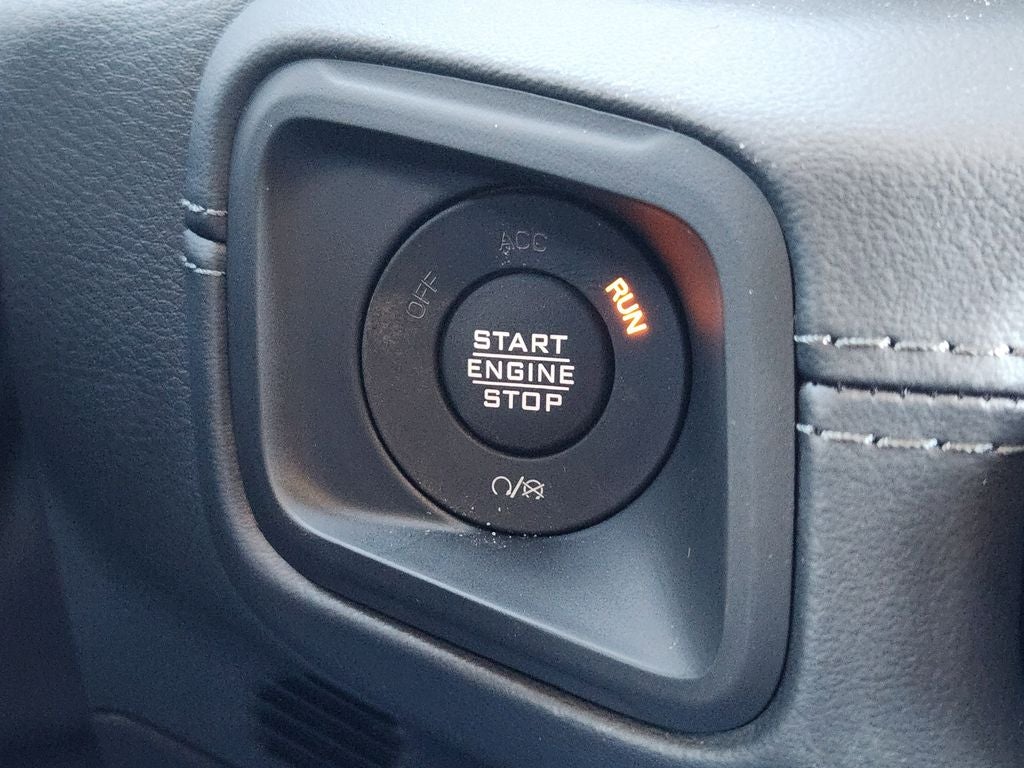 ACC
OFF
RUN
START
ENGINE
STOP